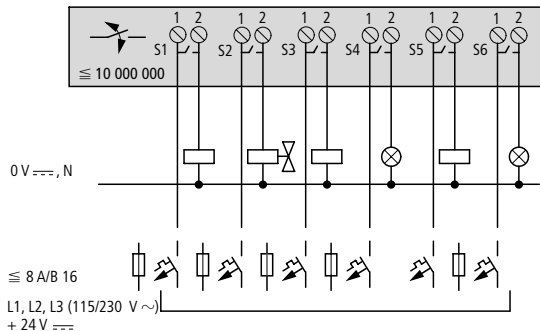 1 2 1 2 1 2 1 2 1 2 1 2
S1 S2 S3 S4 S5 S6
≦ 10 000 000
0 V ⎓, N
≦ 8 A/B 16
L1, L2, L3 (115/230 V ∼)
+ 24 V ⎓